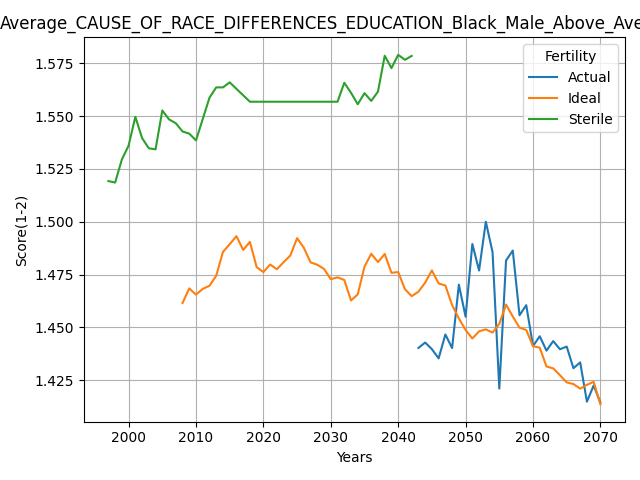 Average_CAUSE_OF_RACE_DIFFERENCES_EDUCATION_Black_Male_Above_Ave
Fertility
Actual
Ideal
Sterile
Score(1-2)
1.575
1.550
1.525
1.500
1.475
1.450
1.425
2000 2010 2020 2030 2040 2050 2060 2070
Years